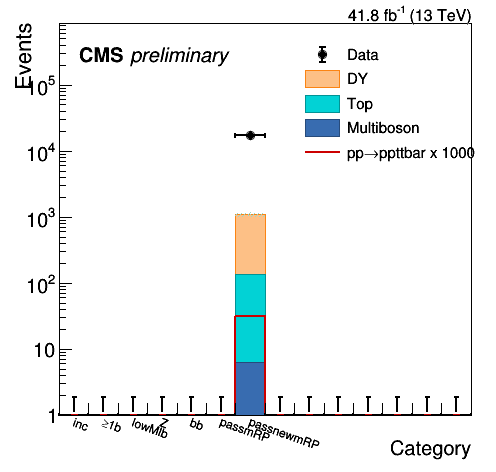 41.8 fb⁻¹ (13 TeV)
Events
CMS preliminary
Data
DY
Top
Multiboson
pp→ppttbar x 1000
10⁵
10⁴
10³
10²
10
1
inc
≥1b
lowMlb
Z
bb
passmRP
passnewmRP
Category